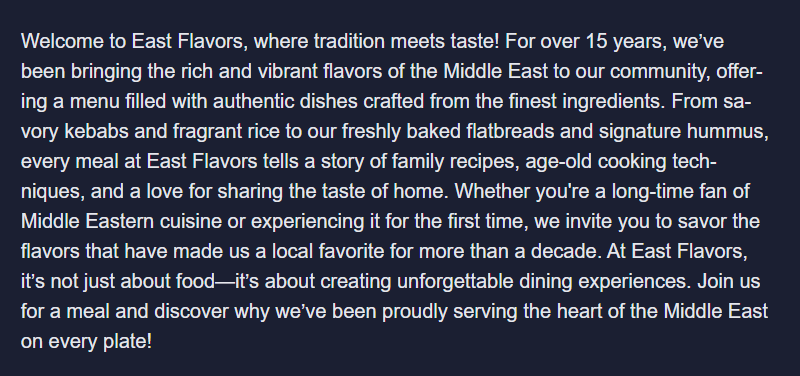 Welcome to East Flavors, where tradition meets taste! For over 15 years, we’ve
been bringing the rich and vibrant flavors of the Middle East to our community, offer-
ing a menu filled with authentic dishes crafted from the finest ingredients. From sa-
vory kebabs and fragrant rice to our freshly baked flatbreads and signature hummus,
every meal at East Flavors tells a story of family recipes, age-old cooking tech-
niques, and a love for sharing the taste of home. Whether you're a long-time fan of
Middle Eastern cuisine or experiencing it for the first time, we invite you to savor the
flavors that have made us a local favorite for more than a decade. At East Flavors,
it’s not just about food—it’s about creating unforgettable dining experiences. Join us
for a meal and discover why we’ve been proudly serving the heart of the Middle East
on every plate!